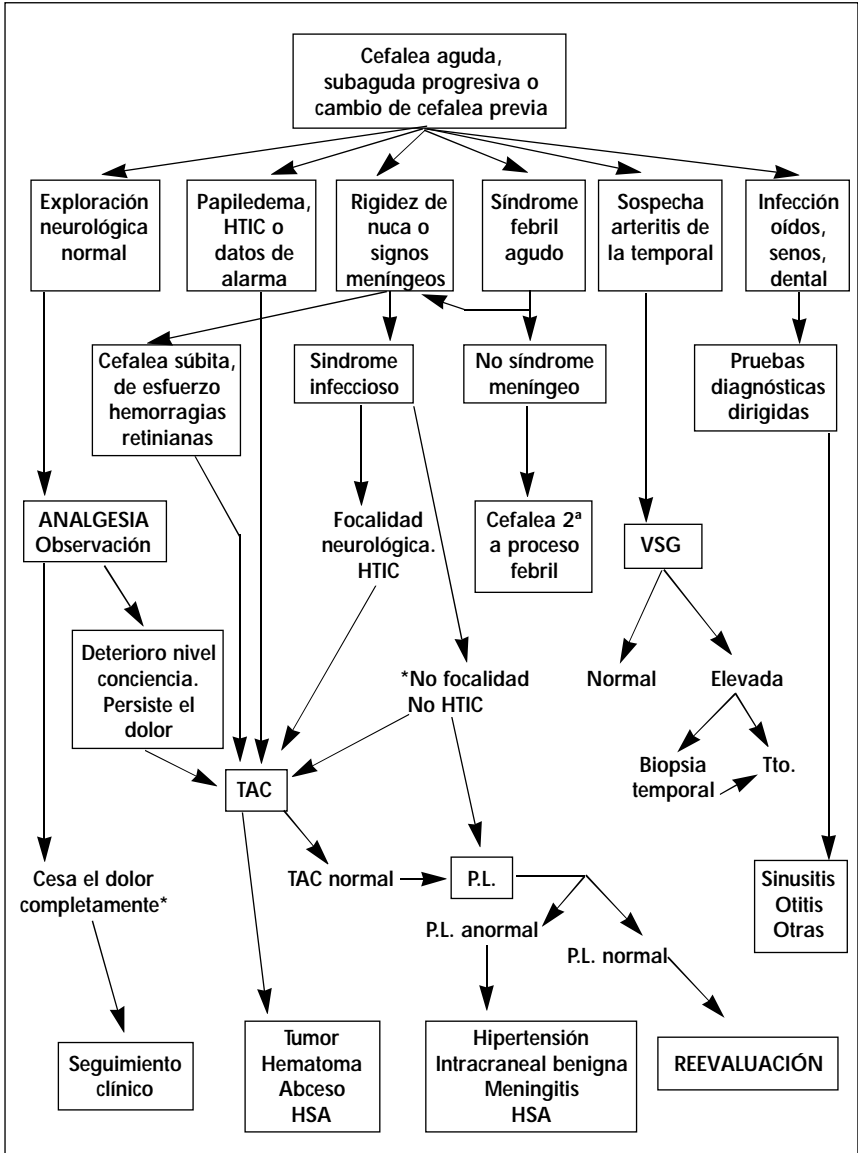 Cefalea aguda,
subaguda progresiva o
cambio de cefalea previa
Exploración
neurológica
normal
Papiledema,
HTIC o
datos de
alarma
Rigidez de
nuca o
signos
meníngeos
Síndrome
febril
agudo
Sospecha
arteritis de
la temporal
Infección
oídos,
senos,
dental
Cefalea súbita,
de esfuerzo
hemorragias
retinianas
Sindrome
infeccioso
No síndrome
meníngeo
Pruebas
diagnósticas
dirigidas
ANALGESIA
Observación
Focalidad
neurológica.
HTIC
Cefalea 2ª
a proceso
febril
VSG
Deterioro nivel
conciencia.
Persiste el
dolor
*No focalidad
No HTIC
Normal
Elevada
Biopsia
temporal
Tto.
TAC
Cesa el dolor
completamente*
TAC normal
P.L.
Sinusitis
Otitis
Otras
P.L. anormal
P.L. normal
Seguimiento
clínico
Tumor
Hematoma
Abceso
HSA
Hipertensión
Intracraneal benigna
Meningitis
HSA
REEVALUACIÓN